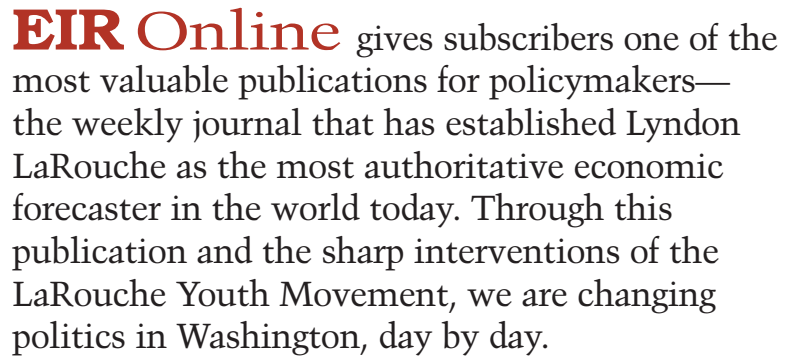 EIR Online gives subscribers one of the
most valuable publications for policymakers—
the weekly journal that has established Lyndon
LaRouche as the most authoritative economic
forecaster in the world today. Through this
publication and the sharp interventions of the
LaRouche Youth Movement, we are changing
politics in Washington, day by day.